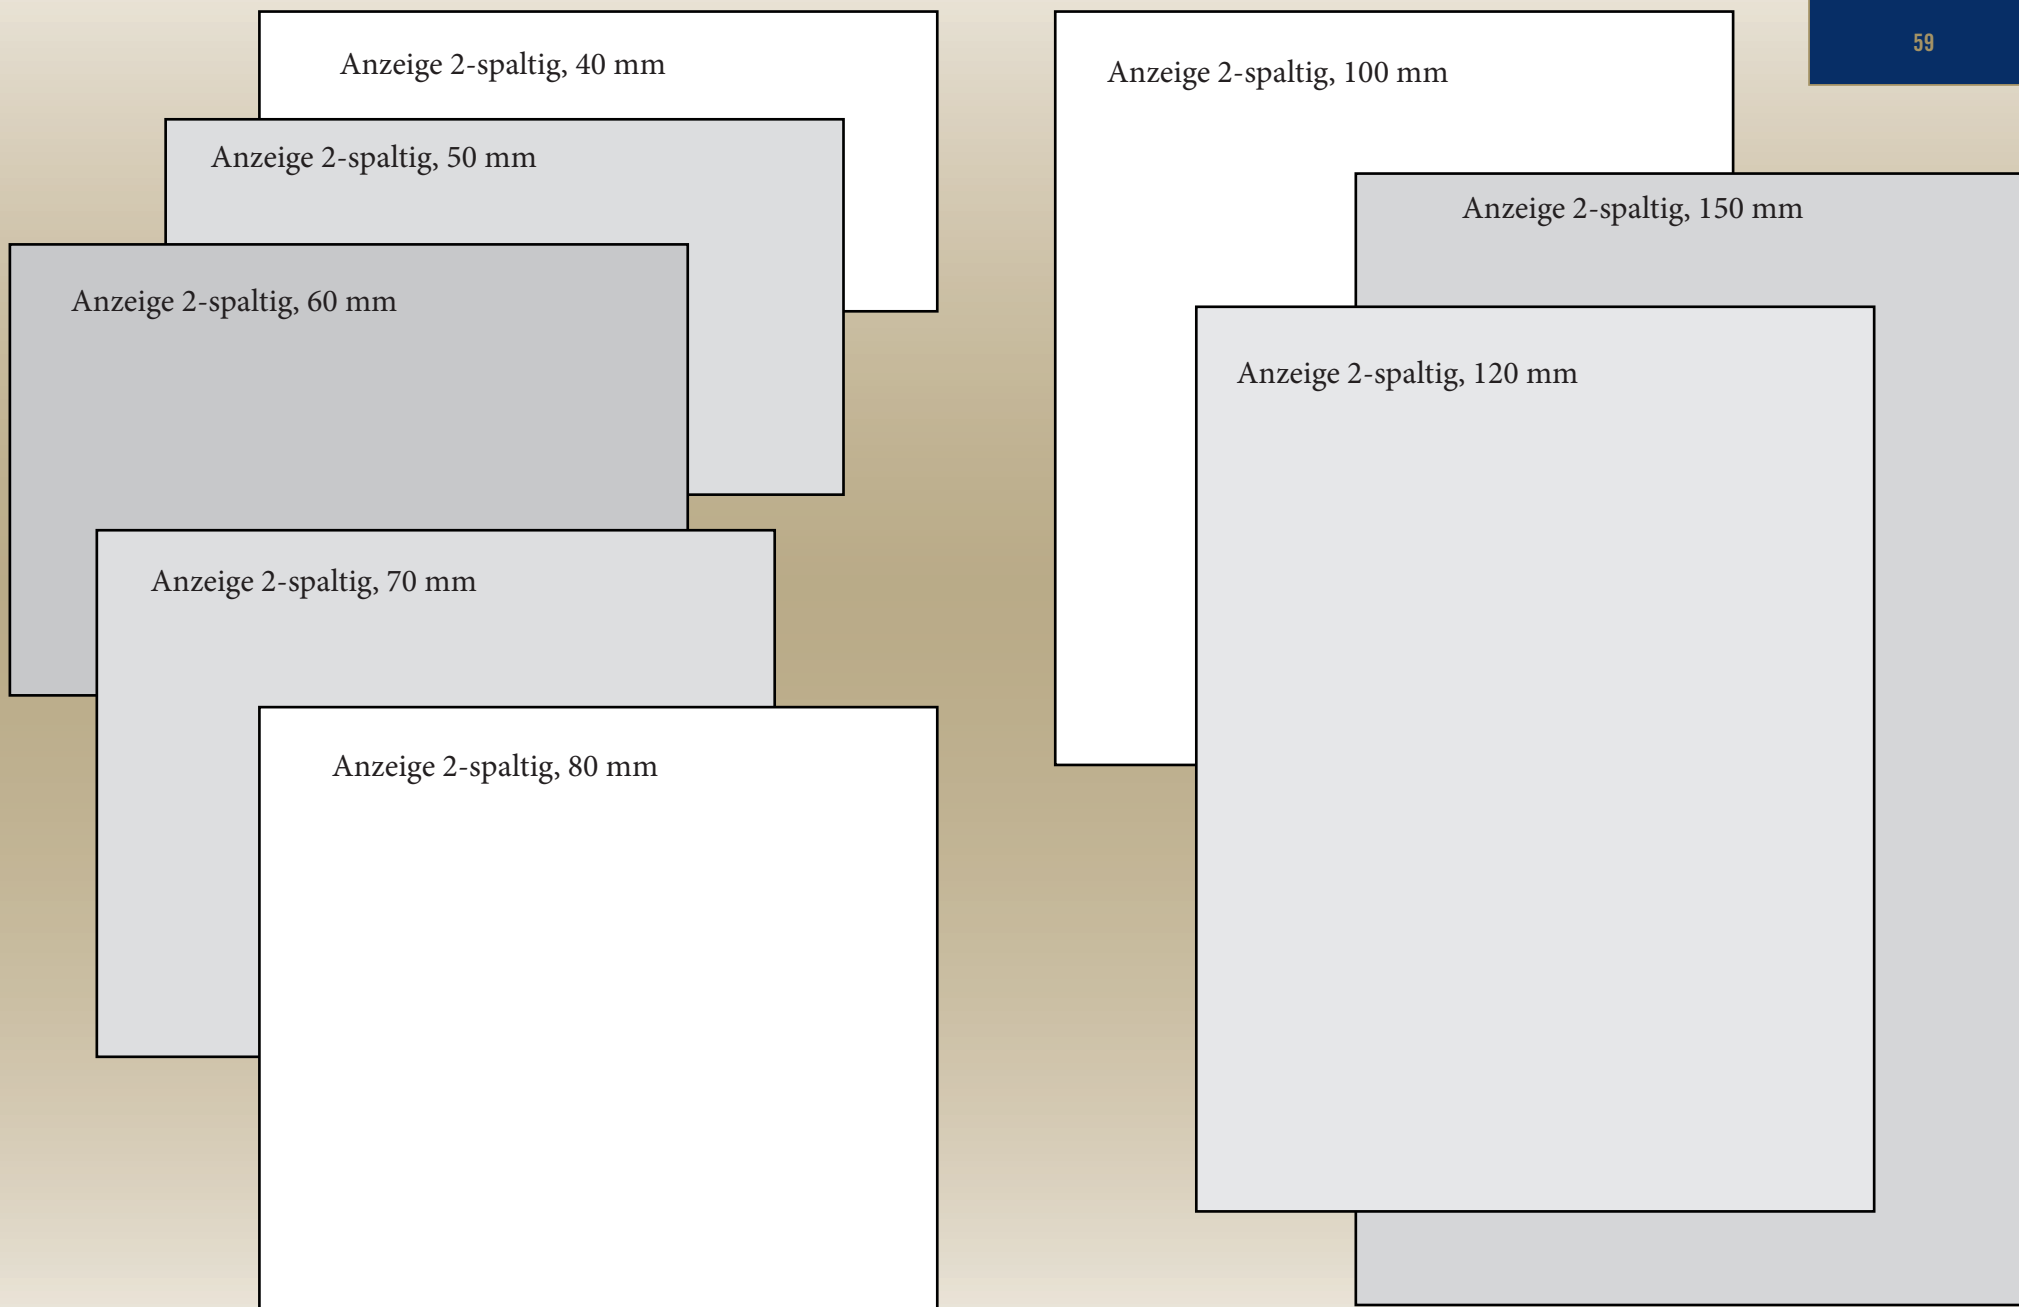 Anzeige 2-spaltig, 40 mm
Anzeige 2-spaltig, 50 mm
Anzeige 2-spaltig, 60 mm
Anzeige 2-spaltig, 70 mm
Anzeige 2-spaltig, 80 mm
59
Anzeige 2-spaltig, 100 mm
Anzeige 2-spaltig, 150 mm
Anzeige 2-spaltig, 120 mm